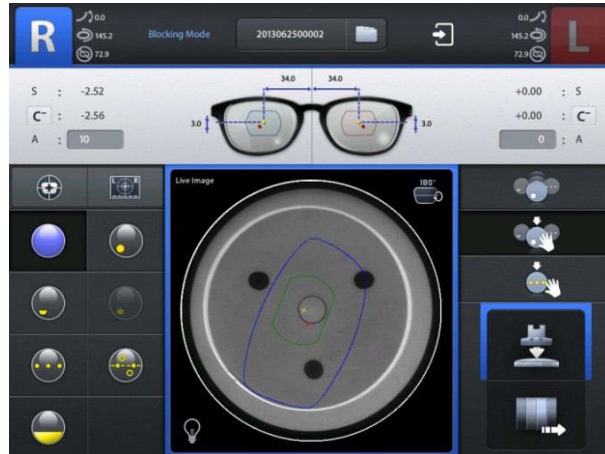 R
0.0
145.2
72.9
Blocking Mode
2013062500002
0.0
145.2
72.9
L
S : -2.52
C- : -2.56
A : 10
34.0 34.0
3.0
3.0
+0.00 : S
+0.00 : C-
0 : A
L R
Live Image
180°